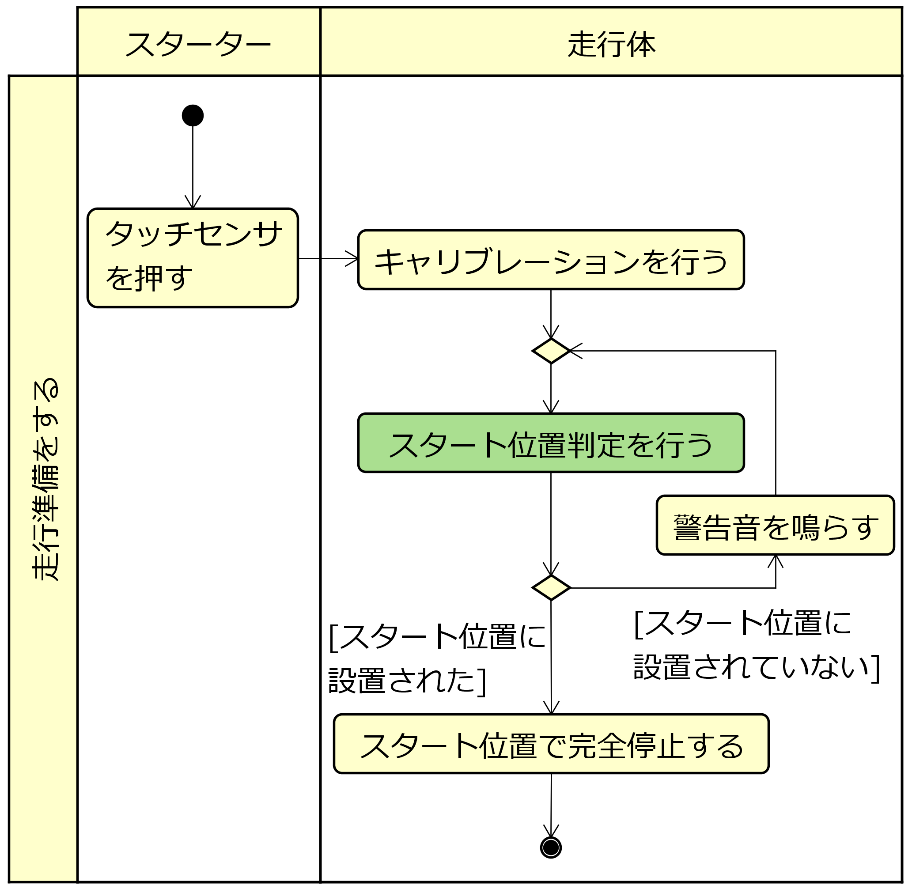 スターター
走行体
走行準備をする
タッチセンサ
を押す
キャリブレーションを行う
スタート位置判定を行う
警告音を鳴らす
[スタート位置に
設置された]
[スタート位置に
設置されていない]
スタート位置で完全停止する